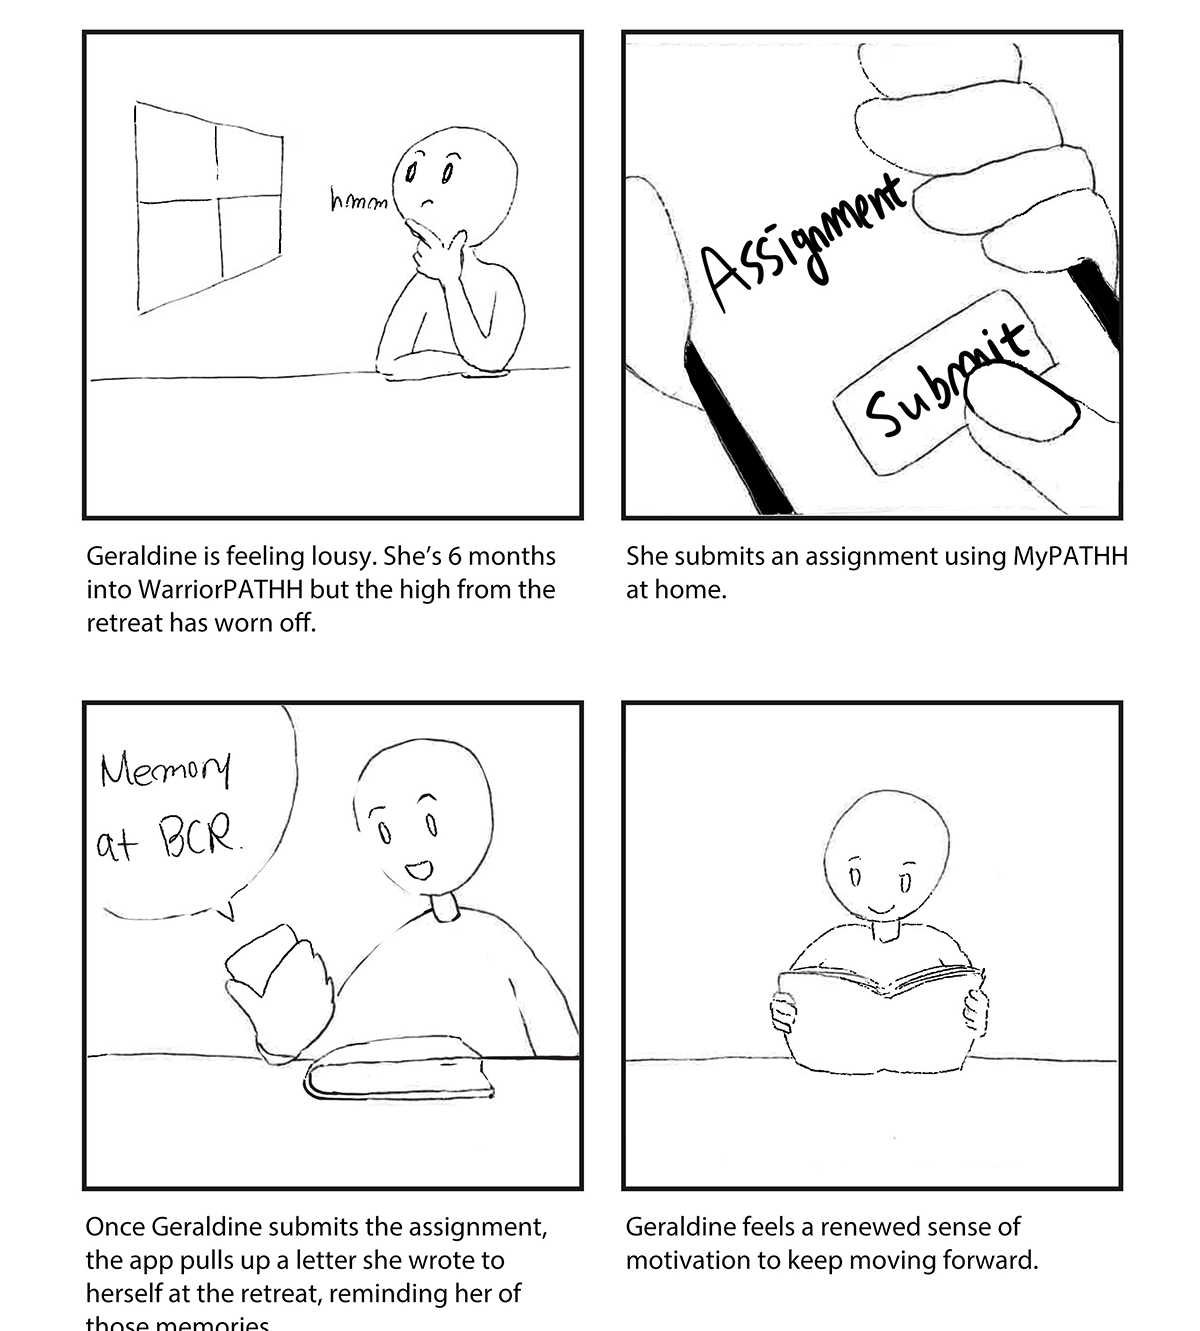 hmmm
Assignment
Submit
Geraldine is feeling lousy. She’s 6 months
into WarriorPATHH but the high from the
retreat has worn off.
She submits an assignment using MyPATHH
at home.
Memory
at BCR.
Once Geraldine submits the assignment,
the app pulls up a letter she wrote to
herself at the retreat, reminding her of
those memories
Geraldine feels a renewed sense of
motivation to keep moving forward.